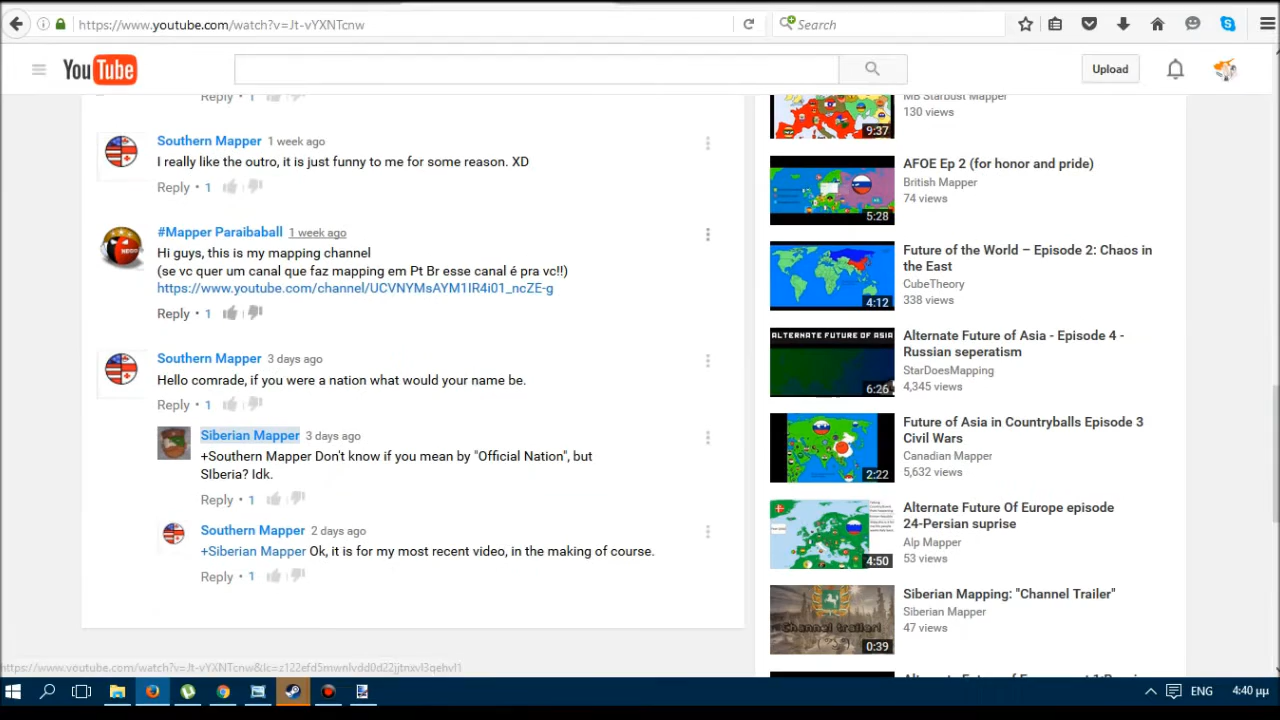 https://www.youtube.com/watch?v=Jt-vYXNTcnw
Search
YouTube
Upload
Reply · 1
Southern Mapper 1 week ago
I really like the outro, it is just funny to me for some reason. XD
Reply · 1
#Mapper Paraibaball 1 week ago
Hi guys, this is my mapping channel
(se vc quer um canal que faz mapping em Pt Br esse canal é pra vc!!)
https://www.youtube.com/channel/UCVNYMsAYM1IR4i01_ncZE-g
Reply · 1
Southern Mapper 3 days ago
Hello comrade, if you were a nation what would your name be.
Reply · 1
Siberian Mapper 3 days ago
+Southern Mapper Don't know if you mean by "Official Nation", but
SIberia? Idk.
Reply · 1
Southern Mapper 2 days ago
+Siberian Mapper Ok, it is for my most recent video, in the making of course.
Reply · 1
MB Stardust Mapper
130 views
9:37
AFOE Ep 2 (for honor and pride)
British Mapper
74 views
5:28
Future of the World – Episode 2: Chaos in
the East
CubeTheory
338 views
4:12
ALTERNATE FUTURE OF ASIA
Alternate Future of Asia - Episode 4 -
Russian seperatism
StarDoesMapping
4,345 views
6:26
Future of Asia in Countryballs Episode 3
Civil Wars
Canadian Mapper
5,632 views
2:22
Alternate Future Of Europe episode
24-Persian suprise
Alp Mapper
53 views
4:50
Siberian Mapping: "Channel Trailer"
Siberian Mapper
47 views
Channel trailer!
0:39
https://www.youtube.com/watch?v=Jt-vYXNTcnw&lc=z122efd5mwnlvdd0d22jjtnxvl3qehvl1
ENG
4:40 μμ